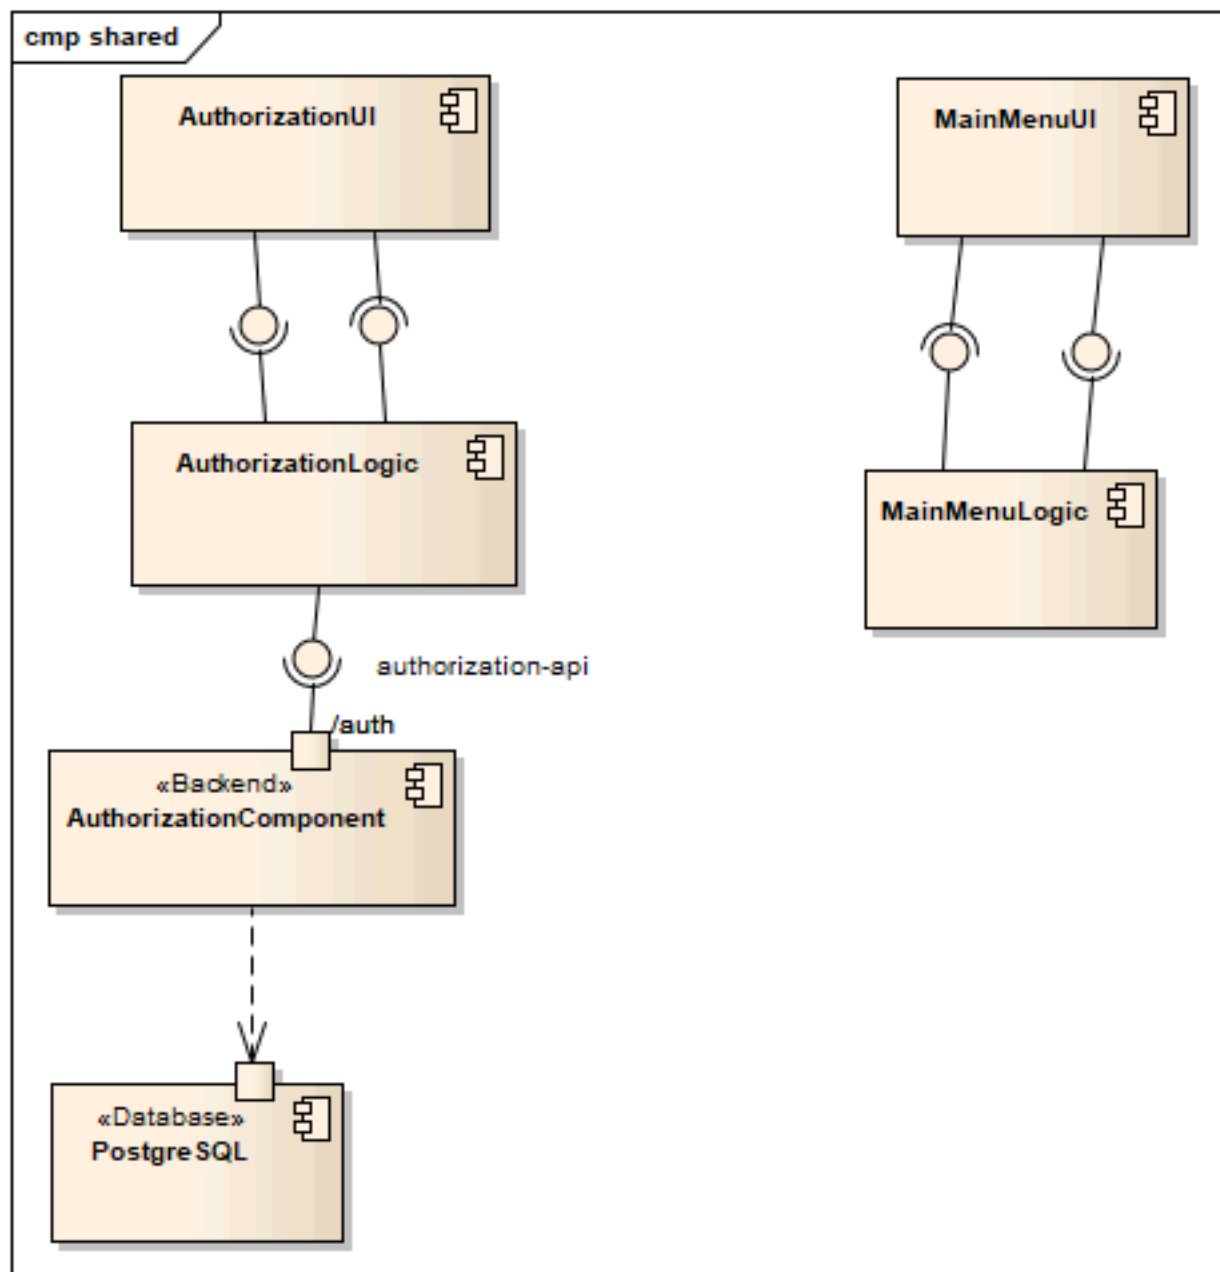 cmp shared
AuthorizationUI
MainMenuUI
AuthorizationLogic
MainMenuLogic
authorization-api
/auth
«Backend»
AuthorizationComponent
«Database»
PostgreSQL